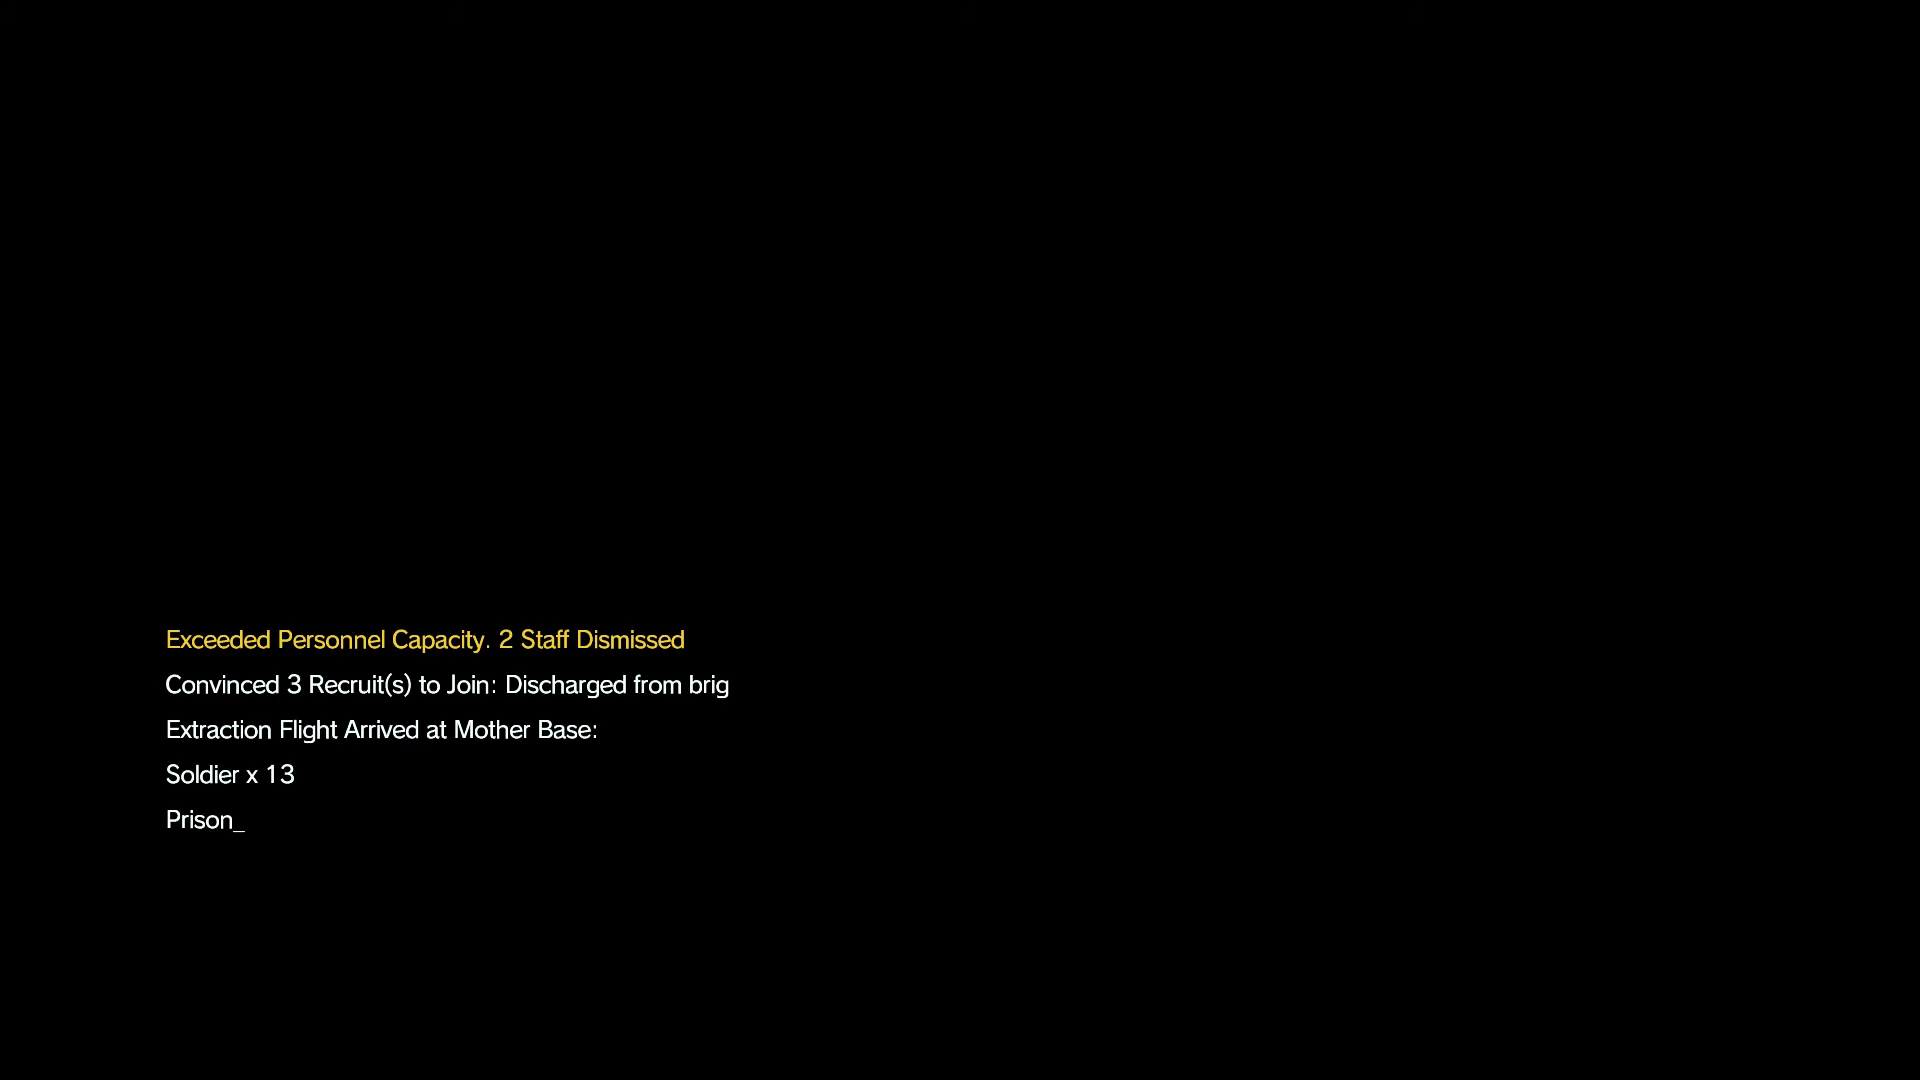 Exceeded Personnel Capacity. 2 Staff Dismissed
Convinced 3 Recruit(s) to Join: Discharged from brig
Extraction Flight Arrived at Mother Base:
Soldier x 13
Prison_